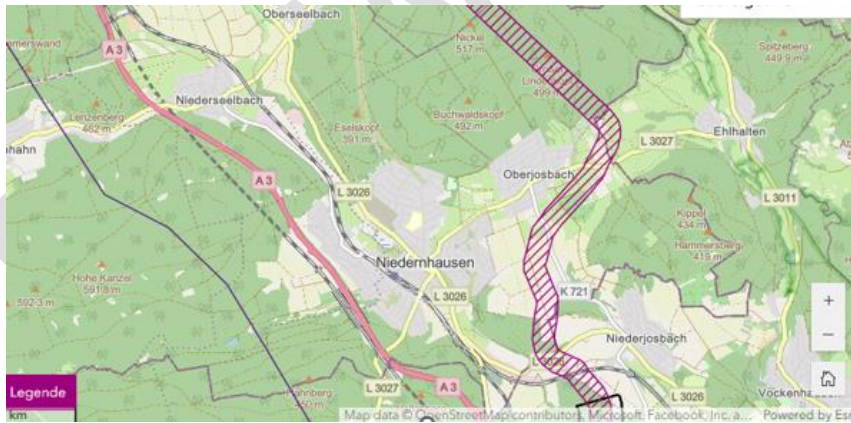 Oberseelbach
Nickel
517 m
Spitzeberg
449.9 m
A 3
499 m
Niederseelbach
Buchwaldskopf
492 m
Lenzenberg
462 m
Eselskopf
391 m
Ehlhalten
L 3027
hahn
A 3
L 3026
Oberjosbach
L 3011
Kippel
434 m
Hammersberg
419 m
Niedernhausen
Hohe Kanzel
591.8 m
592.3 m
L 3026
K 721
+
−
Niederjosbach
Legende
km
L 3027
A 3
L 3026
Map data © OpenStreetMap contributors, Microsoft, Facebook, Inc. a... Powered by Esri